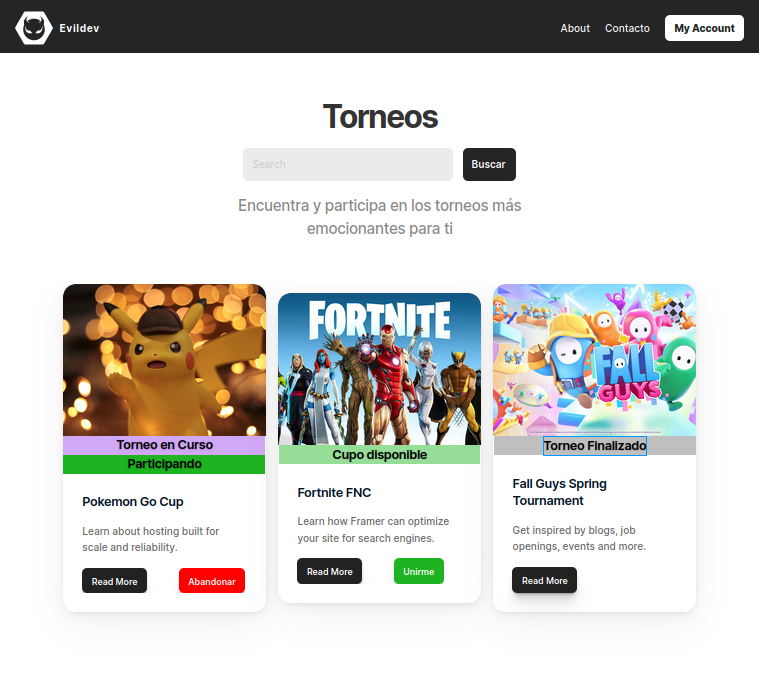 Evildev
About
Contacto
My Account
Torneos
Search
Buscar
Encuentra y participa en los torneos más
emocionantes para ti
Torneo en Curso
Participando
Pokemon Go Cup
Learn about hosting built for
scale and reliability.
Read More
Abandonar
FORTNITE
Cupo disponible
Fortnite FNC
Learn how Framer can optimize
your site for search engines.
Read More
Unirme
FALL
GUYS
Torneo Finalizado
Fall Guys Spring
Tournament
Get inspired by blogs, job
openings, events and more.
Read More